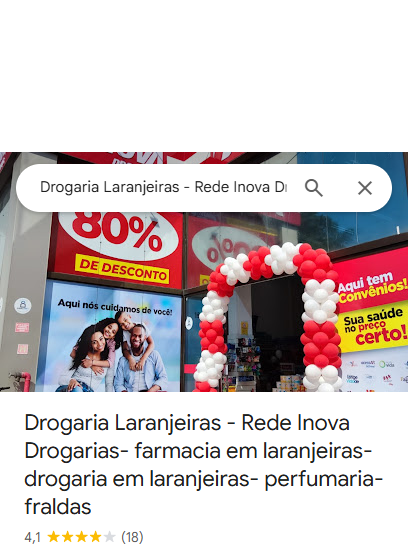 Drogaria Laranjeiras - Rede Inova
80%
DE DESCONTO
Aqui nós cuidamos de você!
Aqui tem
Convênios!
Sua saúde
no preço
certo!
Drogaria Laranjeiras - Rede Inova
Drogarias- farmacia em laranjeiras-
drogaria em laranjeiras- perfumaria-
fraldas
4,1 (18)